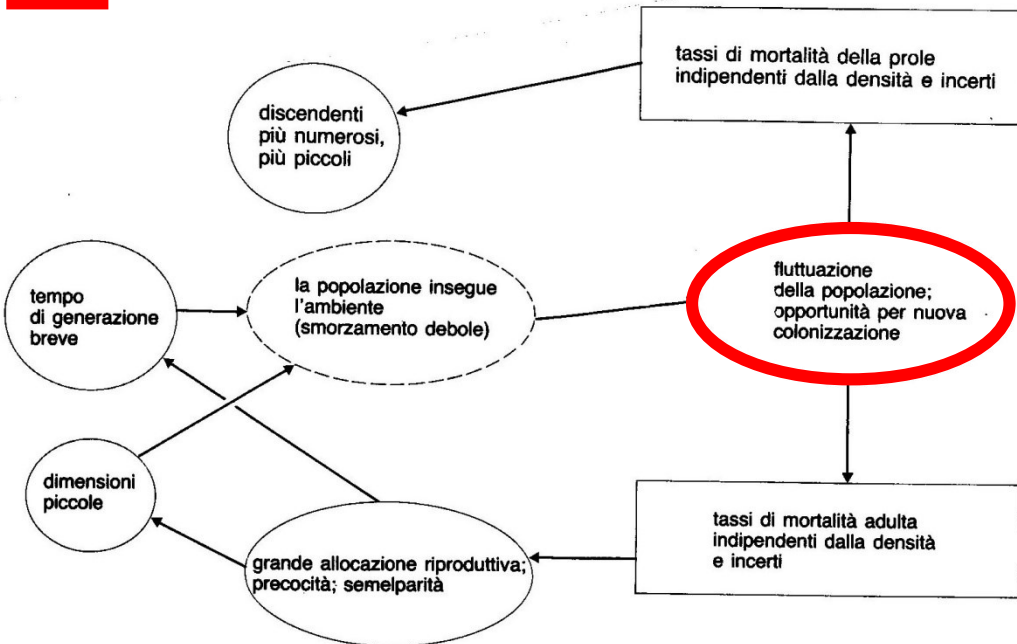 tassi di mortalità della prole
indipendenti dalla densità e incerti
discendenti
più numerosi,
più piccoli
tempo
di generazione
breve
la popolazione insegue
l'ambiente
(smorzamento debole)
fluttuazione
della popolazione;
opportunità per nuova
colonizzazione
dimensioni
piccole
grande allocazione riproduttiva;
precocità; semelparità
tassi di mortalità adulta
indipendenti dalla densità
e incerti